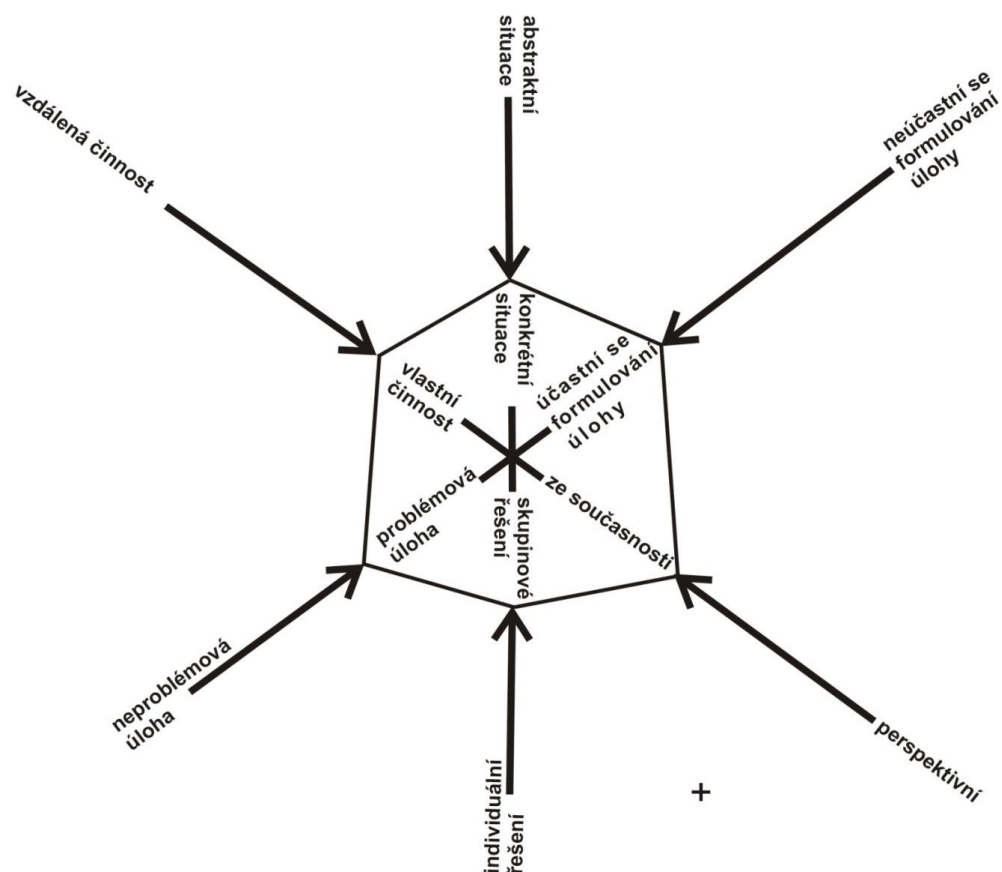 abstraktní
situace
vzdálená činnost
neúčastní se
formulování
úlohy
konkrétní
situace
vlastní
činnost
účastní se
formulování
úlohy
problémová
úloha
skupinové
řešení
ze současnosti
neproblémová
úloha
individuální
řešení
perspektivní
+